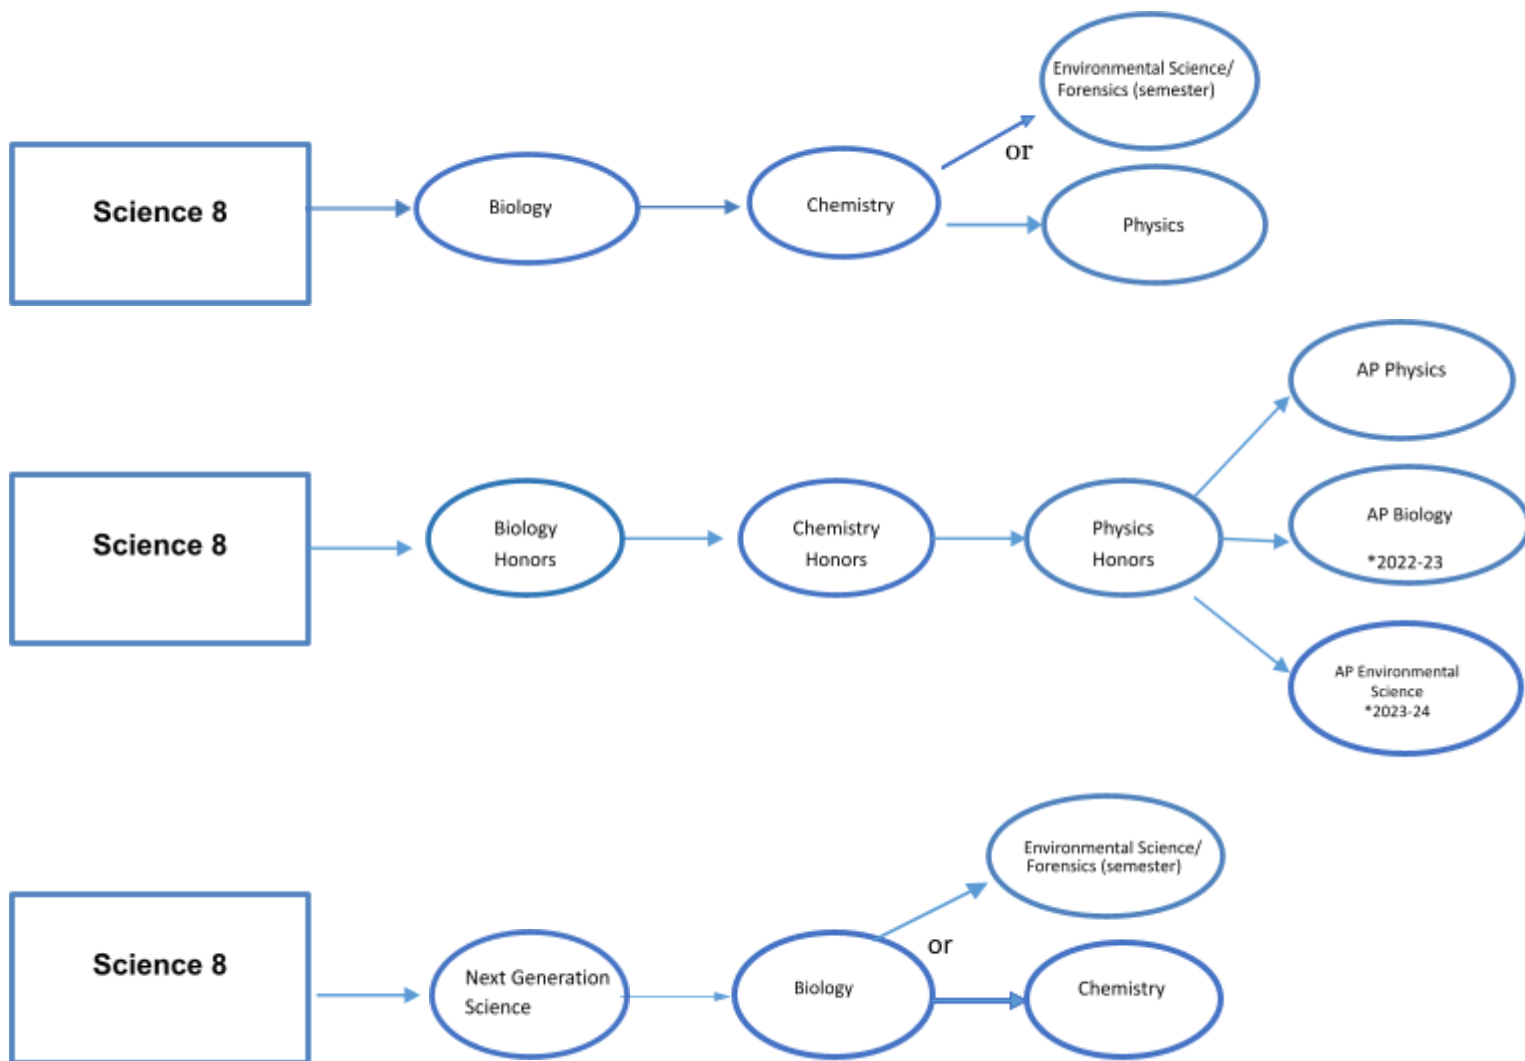 Environmental Science/
Forensics (semester)
or
Science 8
Biology
Chemistry
Physics
AP Physics
Science 8
Biology
Honors
Chemistry
Honors
Physics
Honors
AP Biology
*2022-23
AP Environmental
Science
*2023-24
Environmental Science/
Forensics (semester)
or
Science 8
Next Generation
Science
Biology
Chemistry